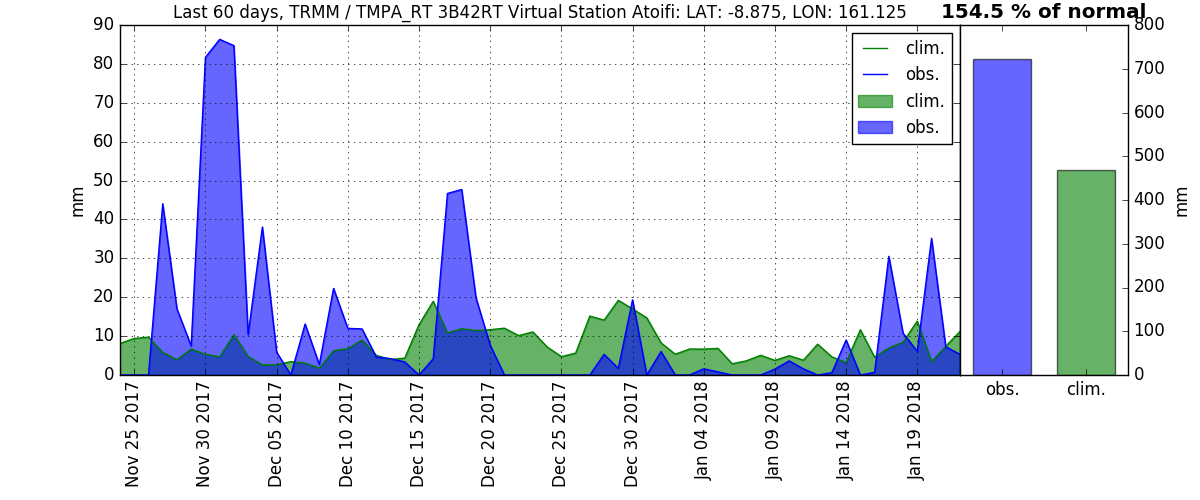 Last 60 days, TRMM / TMPA_RT 3B42RT Virtual Station Atoifi: LAT: -8.875, LON: 161.125
154.5 % of normal
90
80
70
60
50
40
30
20
10
0
mm
clim.
obs.
clim.
obs.
Nov 25 2017
Nov 30 2017
Dec 05 2017
Dec 10 2017
Dec 15 2017
Dec 20 2017
Dec 25 2017
Dec 30 2017
Jan 04 2018
Jan 09 2018
Jan 14 2018
Jan 19 2018
800
700
600
500
400
300
200
100
0
mm
obs.
clim.